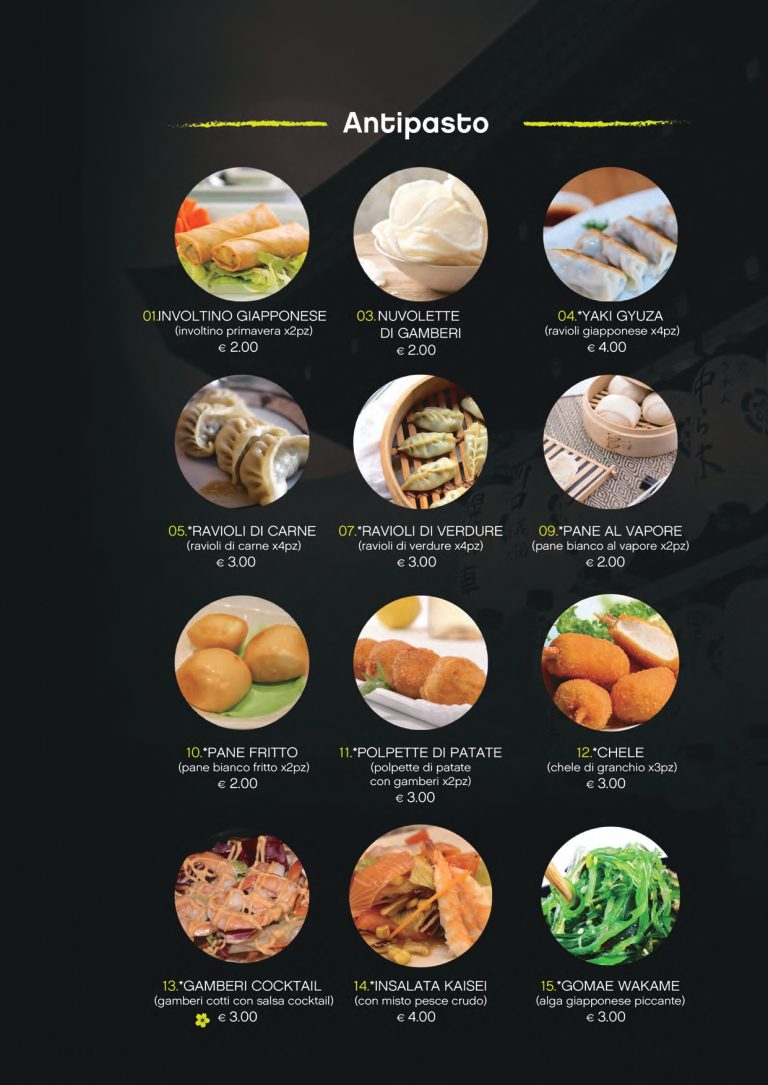 Antipasto
01.INVOLTINO GIAPPONESE
(involtino primavera x2pz)
€ 2.00
03. NUVOLETTE
DI GAMBERI
€ 2.00
04.*YAKI GYUZA
(ravioli giapponese x4pz)
€ 4.00
05.*RAVIOLI DI CARNE
(ravioli di carne x4pz)
€ 3.00
07.*RAVIOLI DI VERDURE
(ravioli di verdure x4pz)
€ 3.00
09.*PANE AL VAPORE
(pane bianco al vapore x2pz)
€ 2.00
10.*PANE FRITTO
(pane bianco fritto x2pz)
€ 2.00
11.*POLPETTE DI PATATE
(polpette di patate
con gamberi x2pz)
€ 3.00
12.*CHELE
(chele di granchio x3pz)
€ 3.00
13.*GAMBERI COCKTAIL
(gamberi cotti con salsa cocktail)
€ 3.00
14.*INSALATA KAISEI
(con misto pesce crudo)
€ 4.00
15.*GOMAE WAKAME
(alga giapponese piccante)
€ 3.00